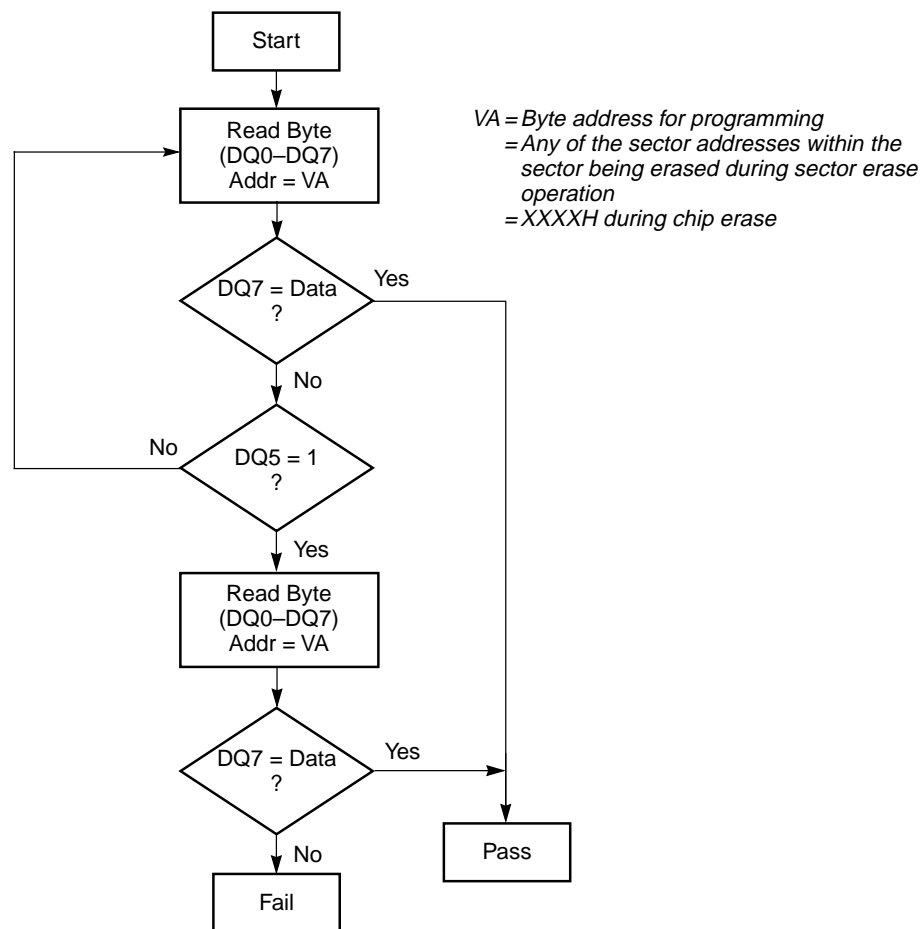 Start
Read Byte
(DQ0–DQ7)
Addr = VA
VA = Byte address for programming
= Any of the sector addresses within the
sector being erased during sector erase
operation
= XXXXH during chip erase
DQ7 = Data
?
Yes
No
DQ5 = 1
?
No
Yes
Read Byte
(DQ0–DQ7)
Addr = VA
DQ7 = Data
?
Yes
No
Pass
Fail